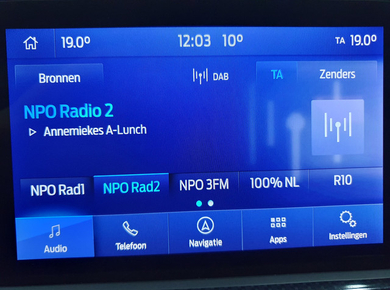 19.0° 12:03 10° TA 19.0°
Bronnen DAB TA Zenders
NPO Radio 2
Annemiekes A-Lunch
NPO Rad1 NPO Rad2 NPO 3FM 100% NL R10
Audio Telefoon Navigatie Apps Instellingen